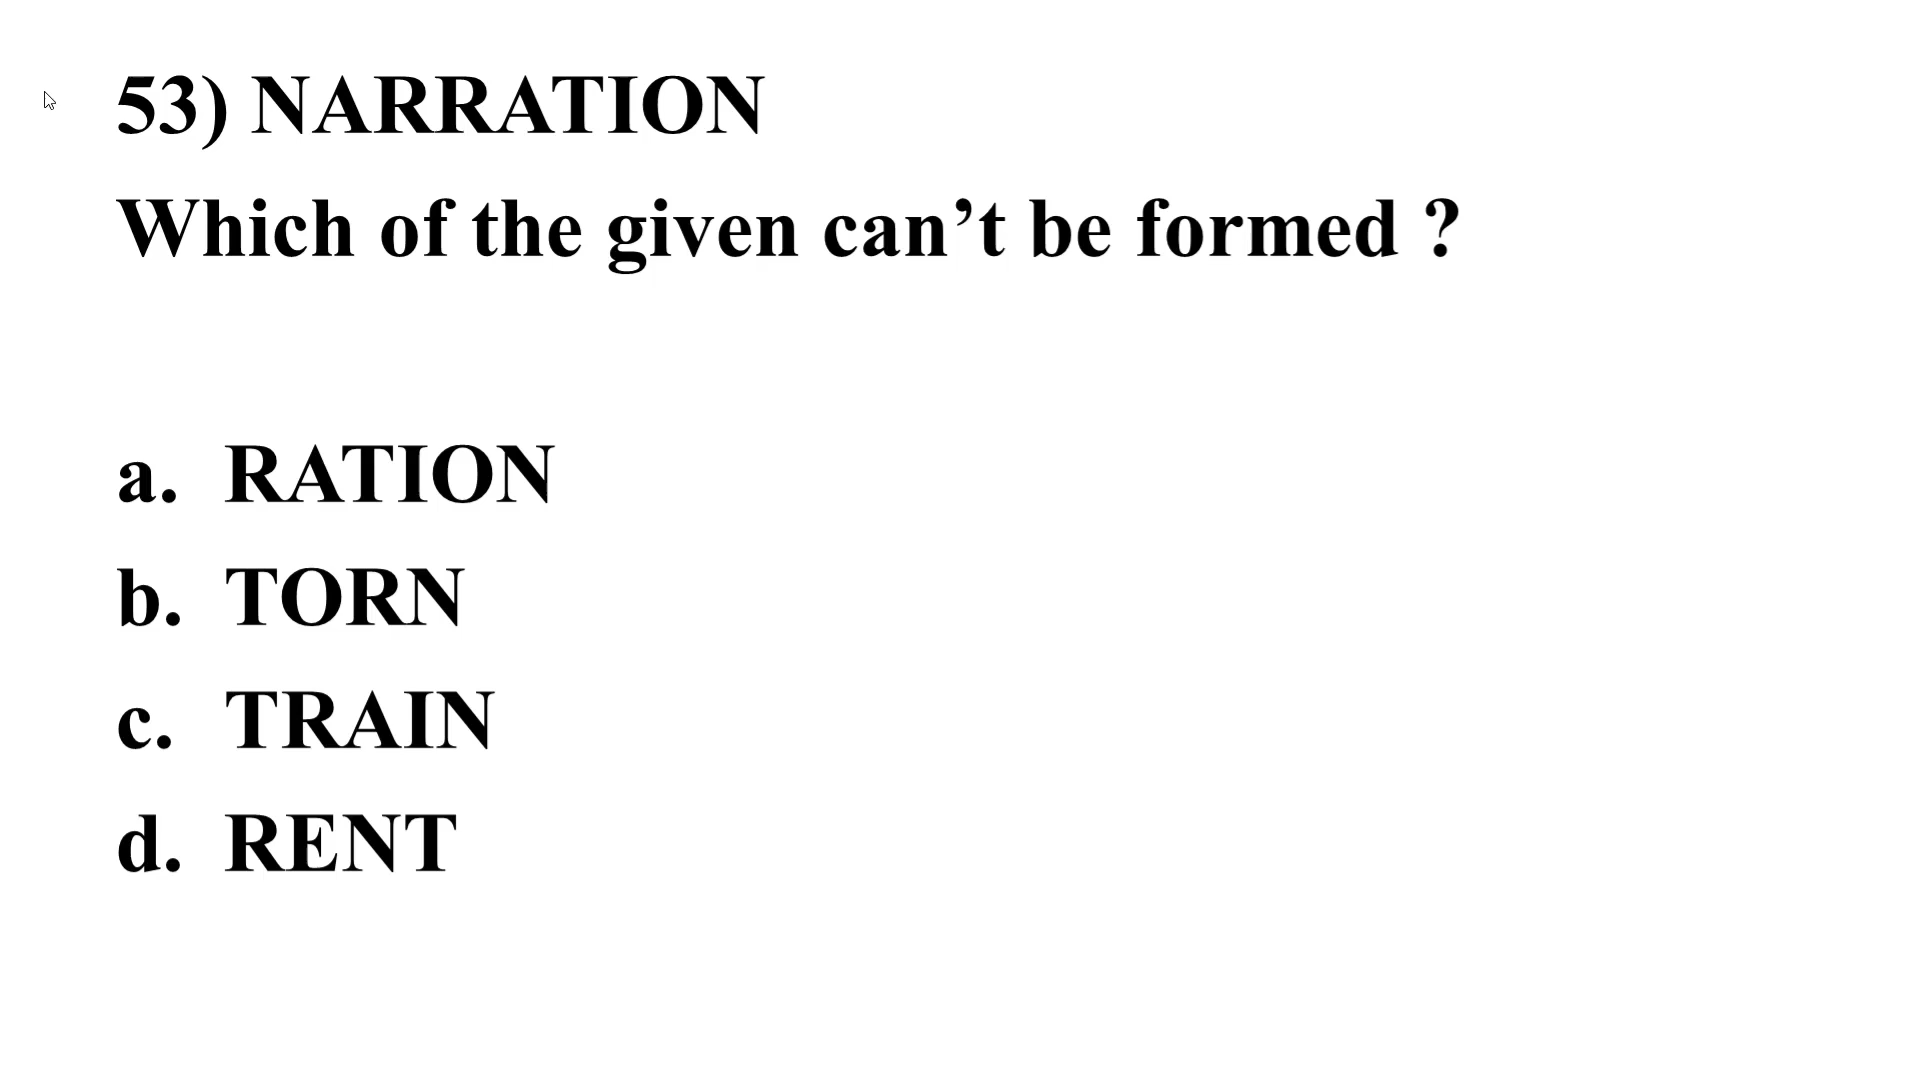 53) NARRATION
Which of the given can’t be formed ?
a. RATION
b. TORN
c. TRAIN
d. RENT